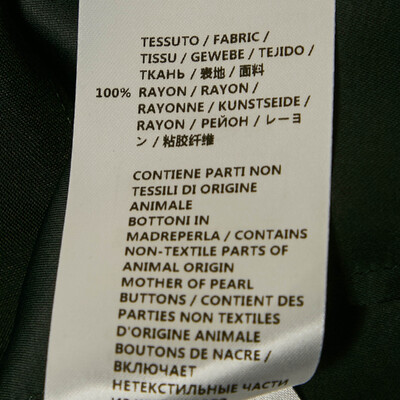 TESSUTO / FABRIC /
TISSU / GEWEBE / TEJIDO /
ТКАНЬ / 表地 / 面料
100% RAYON / RAYON /
RAYONNE / KUNSTSEIDE /
RAYON / РЕЙОН / レーヨ
ン / 粘胶纤维
CONTIENE PARTI NON
TESSILI DI ORIGINE
ANIMALE
BOTTONI IN
MADREPERLA / CONTAINS
NON-TEXTILE PARTS OF
ANIMAL ORIGIN
MOTHER OF PEARL
BUTTONS / CONTIENT DES
PARTIES NON TEXTILES
D'ORIGINE ANIMALE
BOUTONS DE NACRE /
ВКЛЮЧАЕТ
НЕТЕКСТИЛЬНЫЕ ЧАСТИ